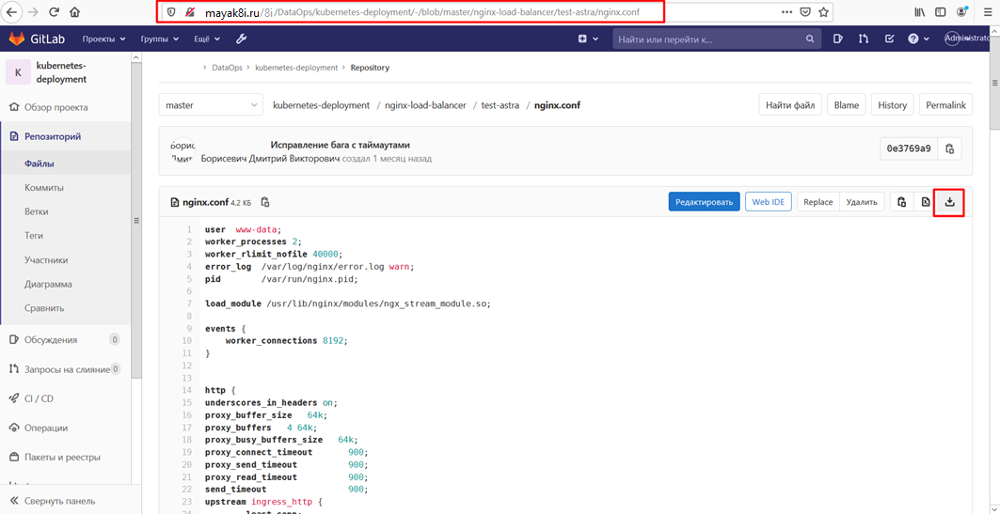 mayak8i.ru/8i/DataOps/kubernetes-deployment/-/blob/master/nginx-load-balancer/test-astra/nginx.conf
GitLab Проекты Группы Ещё Найти или перейти к... Administrato
K kubernetes-deployment
DataOps > kubernetes-deployment > Repository
Обзор проекта
Репозиторий
Файлы
Коммиты
Ветки
Теги
Участники
Диаграмма
Сравнить
Обсуждения 0
Запросы на слияние 0
CI / CD
Операции
Пакеты и реестры
Свернуть панель
master kubernetes-deployment / nginx-load-balancer / test-astra / nginx.conf Найти файл Blame History Permalink
Исправление бага с таймаутами
Борисевич Дмитрий Викторович создал 1 месяц назад
0e3769a9
nginx.conf 4.2 КБ Редактировать Web IDE Replace Удалить
1 user  www-data;
2 worker_processes 2;
3 worker_rlimit_nofile 40000;
4 error_log  /var/log/nginx/error.log warn;
5 pid        /var/run/nginx.pid;
6
7 load_module /usr/lib/nginx/modules/ngx_stream_module.so;
8
9 events {
10     worker_connections 8192;
11 }
12
13
14 http {
15 underscores_in_headers on;
16 proxy_buffer_size   64k;
17 proxy_buffers   4 64k;
18 proxy_busy_buffers_size   64k;
19 proxy_connect_timeout       900;
20 proxy_send_timeout          900;
21 proxy_read_timeout          900;
22 send_timeout                900;
23 upstream ingress_http {
24         least_conn;